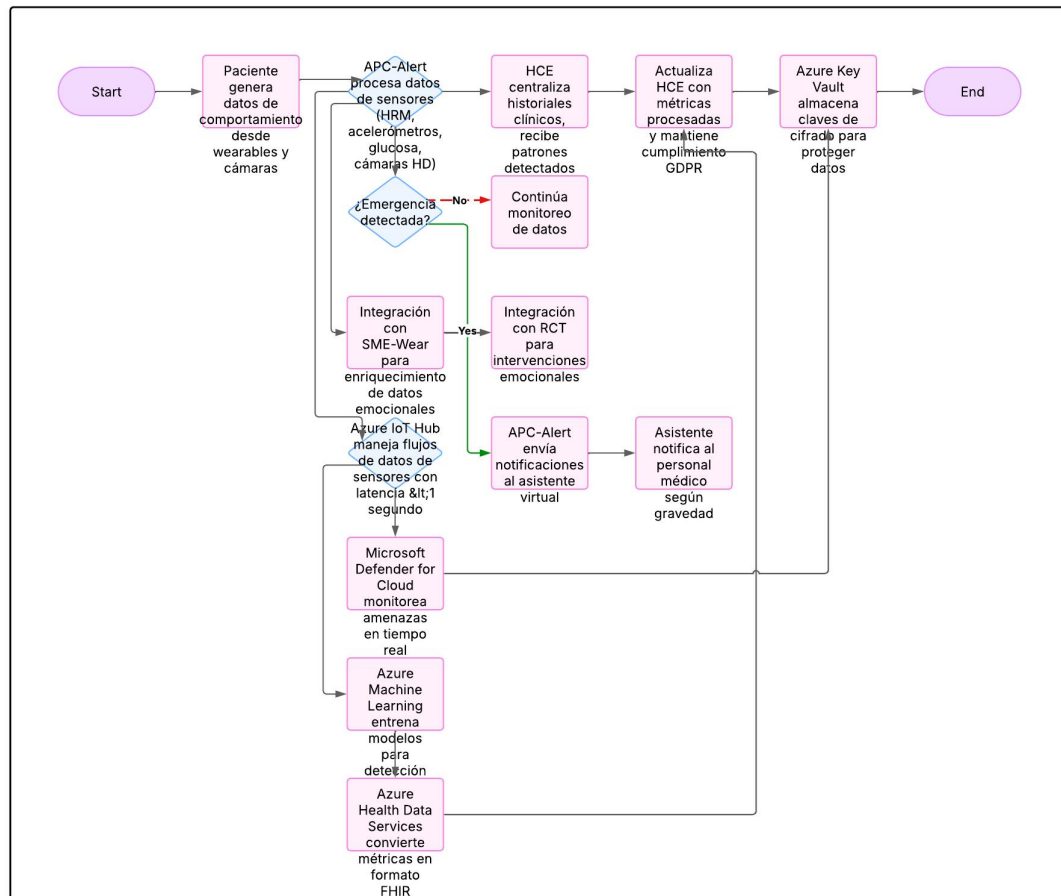 Start
Paciente
genera
datos de
comportamiento
desde
wearables y
cámaras
APC-Alert
procesa datos
de sensores
(HRM,
acelerómetros,
glucosa,
cámaras HD)
HCE
centraliza
historiales
clínicos,
recibe
patrones
detectados
Actualiza
HCE con
métricas
procesadas
y mantiene
cumplimiento
GDPR
Azure Key
Vault
almacena
claves de
cifrado para
proteger
datos
End
¿Emergencia
detectada?
No
Continúa
monitoreo
de datos
Integración
con
SME-Wear
para
enriquecimiento
de datos
emocionales
Yes
Integración
con RCT
para
intervenciones
emocionales
Azure IoT Hub
maneja flujos
de datos de
sensores con
latencia &lt;1
segundo
APC-Alert
envía
notificaciones
al asistente
virtual
Asistente
notifica al
personal
médico
según
gravedad
Microsoft
Defender for
Cloud
monitorea
amenazas
en tiempo
real
Azure
Machine
Learning
entrena
modelos
para
detección
Azure
Health Data
Services
convierte
métricas en
formato
FHIR